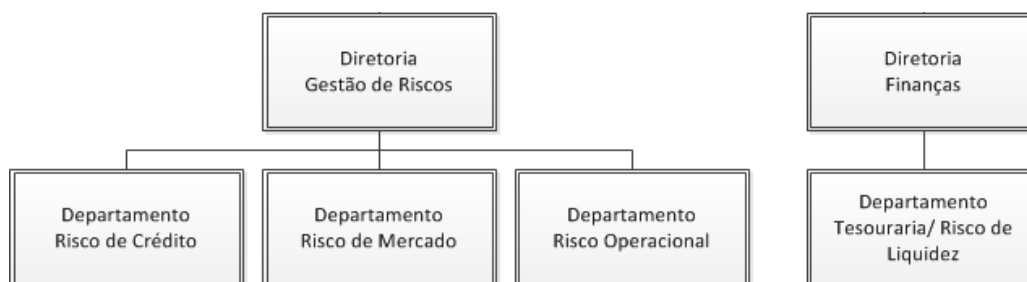 Diretoria
Gestão de Riscos
Diretoria
Finanças
Departamento
Risco de Crédito
Departamento
Risco de Mercado
Departamento
Risco Operacional
Departamento
Tesouraria/ Risco de
Liquidez